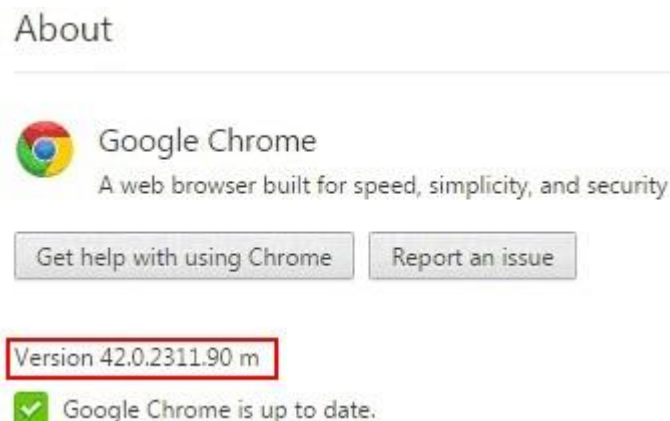 About
Google Chrome
A web browser built for speed, simplicity, and security
Get help with using Chrome
Report an issue
Version 42.0.2311.90 m
Google Chrome is up to date.